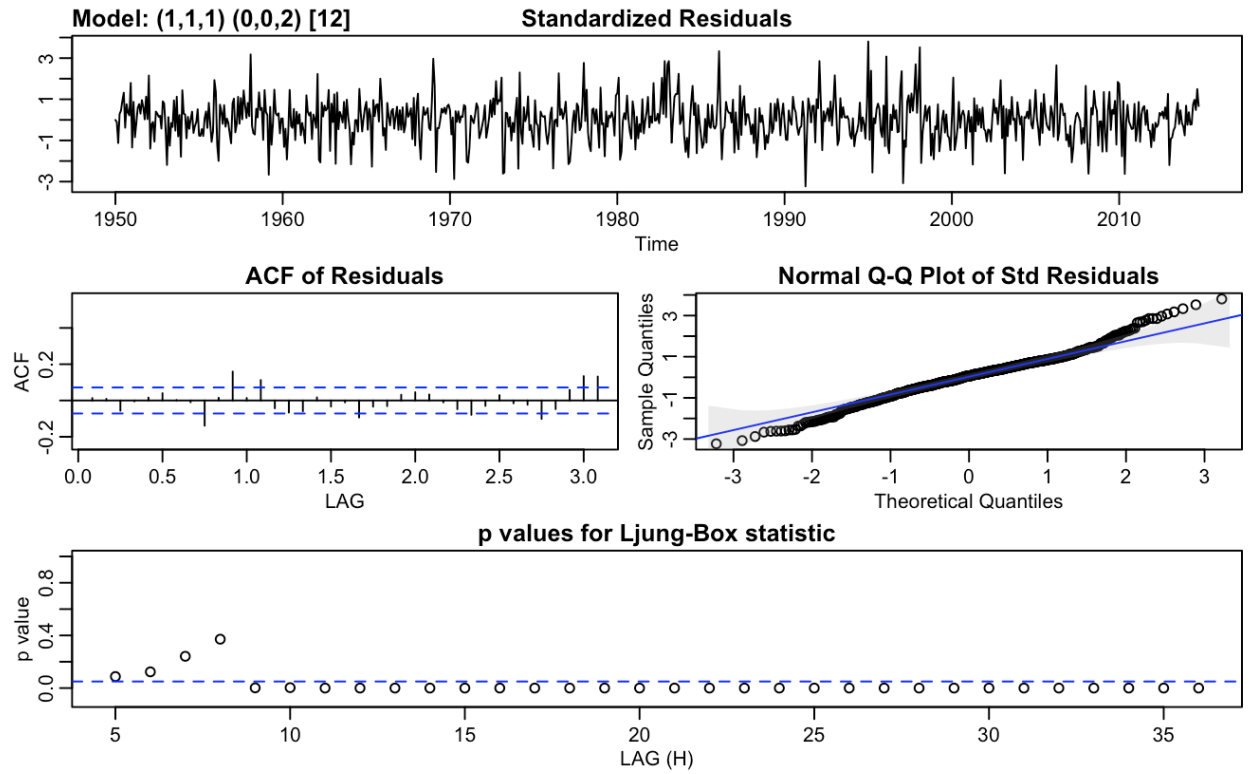 Model: (1,1,1) (0,0,2) [12]
Standardized Residuals
3
1
-1
-3
1950 1960 1970 1980 1990 2000 2010
Time
ACF of Residuals
ACF
0.2
-0.2
0.0 0.5 1.0 1.5 2.0 2.5 3.0
LAG
Normal Q-Q Plot of Std Residuals
Sample Quantiles
3
1
-1
-3
-3 -2 -1 0 1 2 3
Theoretical Quantiles
p values for Ljung-Box statistic
p value
0.8
0.4
0.0
5 10 15 20 25 30 35
LAG (H)